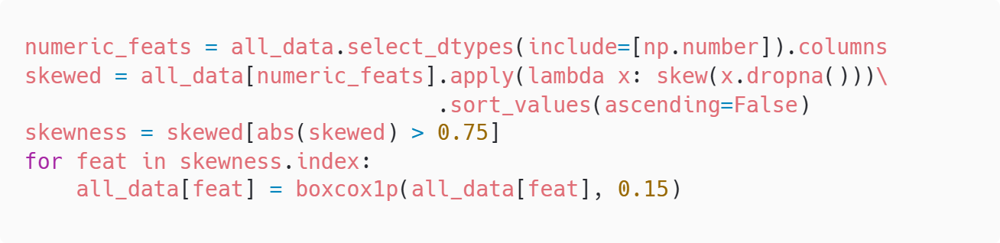 numeric_feats = all_data.select_dtypes(include=[np.number]).columns
skewed = all_data[numeric_feats].apply(lambda x: skew(x.dropna()))\
                                .sort_values(ascending=False)
skewness = skewed[abs(skewed) > 0.75]
for feat in skewness.index:
    all_data[feat] = boxcox1p(all_data[feat], 0.15)